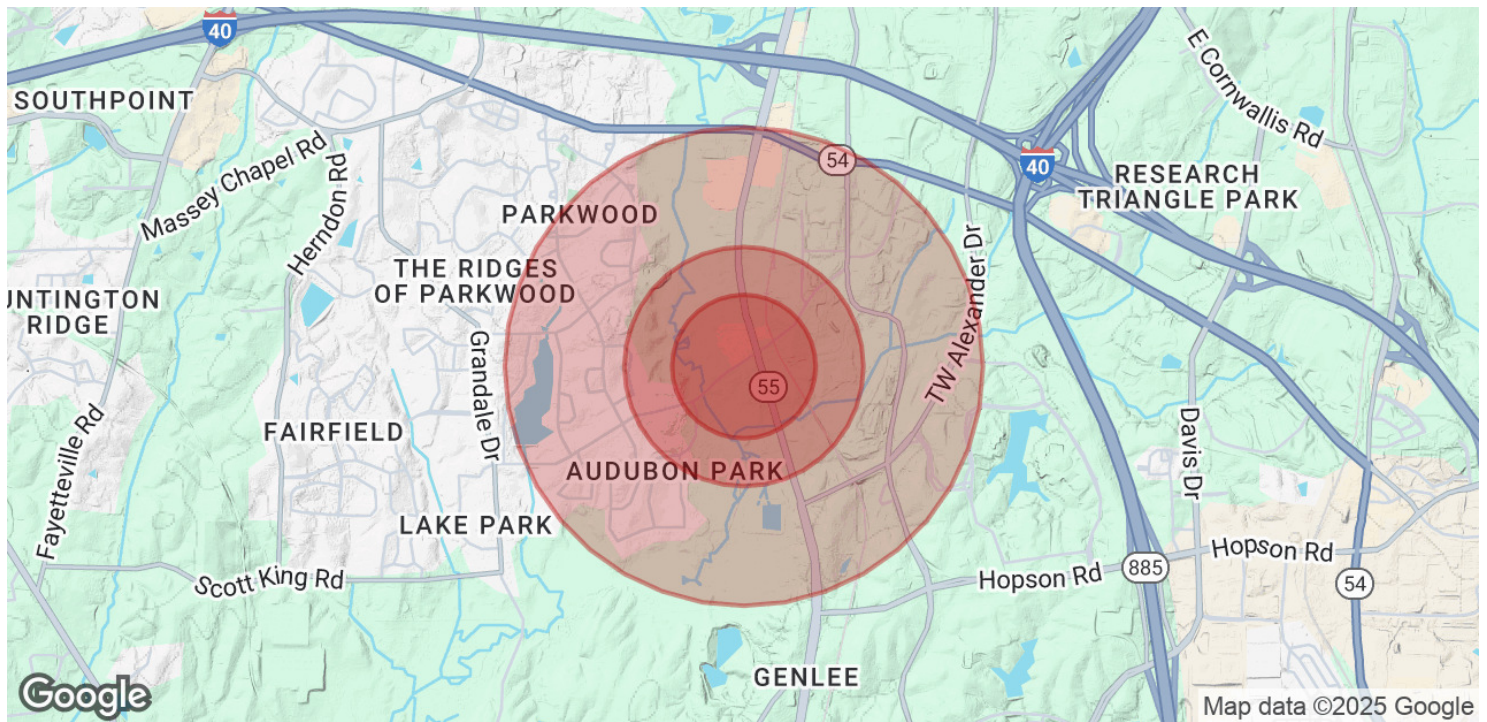 40
SOUTHPOINT
Massey Chapel Rd
Herndon Rd
E Cornwallis Rd
54
40
RESEARCH
TRIANGLE PARK
PARKWOOD
THE RIDGES
OF PARKWOOD
UNTINGTON
RIDGE
Grandale Dr
TW Alexander Dr
55
Fayetteville Rd
FAIRFIELD
AUDUBON PARK
Davis Dr
LAKE PARK
Scott King Rd
Hopson Rd
885
Hopson Rd
54
GENLEE
Google
Map data ©2025 Google